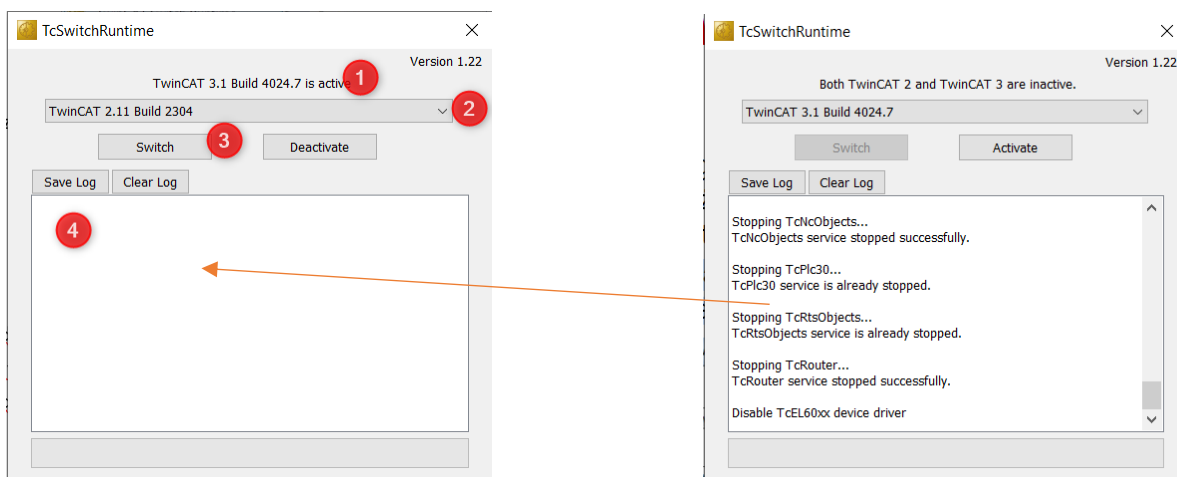 TcSwitchRuntime
Version 1.22
TwinCAT 3.1 Build 4024.7 is active
1
TwinCAT 2.11 Build 2304
2
Switch
3
Deactivate
Save Log
Clear Log
4
TcSwitchRuntime
Version 1.22
Both TwinCAT 2 and TwinCAT 3 are inactive.
TwinCAT 3.1 Build 4024.7
Switch
Activate
Save Log
Clear Log
Stopping TcNcObjects...
TcNcObjects service stopped successfully.
Stopping TcPlc30...
TcPlc30 service is already stopped.
Stopping TcRtsObjects...
TcRtsObjects service is already stopped.
Stopping TcRouter...
TcRouter service stopped successfully.
Disable TcEL60xx device driver